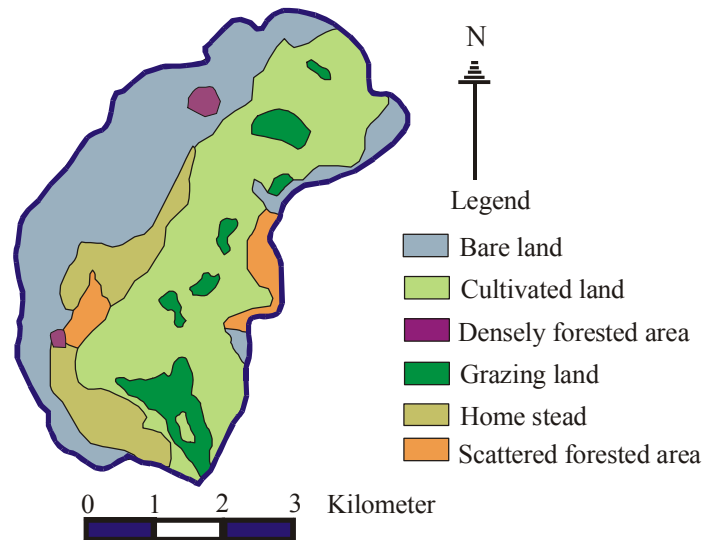 N
Legend
Bare land
Cultivated land
Densely forested area
Grazing land
Home stead
Scattered forested area
0 1 2 3 Kilometer